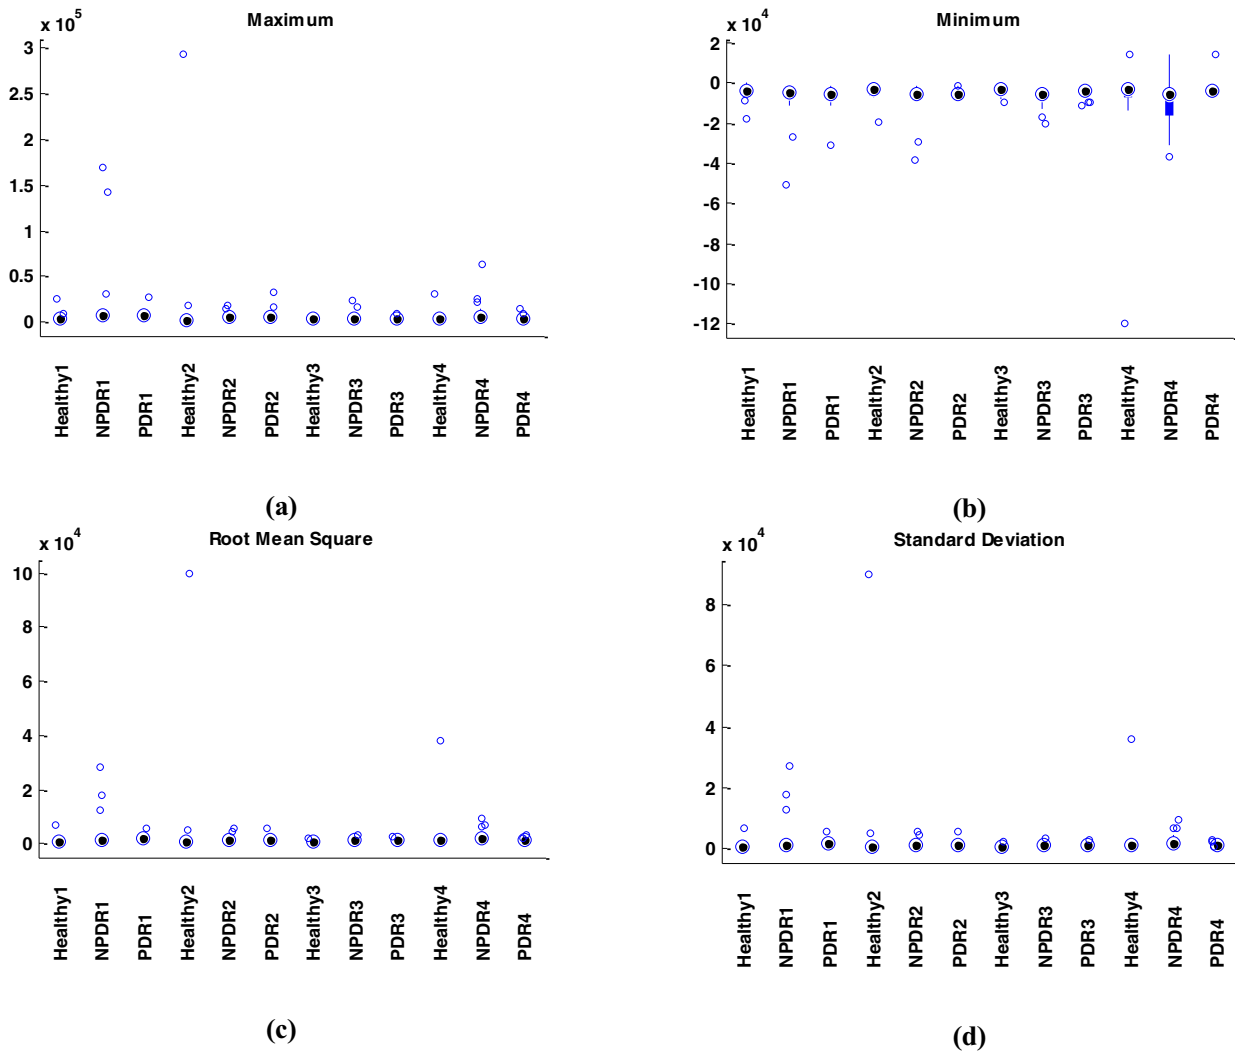 Maximum
x 10^5
3
2.5
2
1.5
1
0.5
0
Healthy1
NPDR1
PDR1
Healthy2
NPDR2
PDR2
Healthy3
NPDR3
PDR3
Healthy4
NPDR4
PDR4
(a)
Minimum
x 10^4
2
0
-2
-4
-6
-8
-10
-12
Healthy1
NPDR1
PDR1
Healthy2
NPDR2
PDR2
Healthy3
NPDR3
PDR3
Healthy4
NPDR4
PDR4
(b)
Root Mean Square
x 10^4
10
8
6
4
2
0
Healthy1
NPDR1
PDR1
Healthy2
NPDR2
PDR2
Healthy3
NPDR3
PDR3
Healthy4
NPDR4
PDR4
(c)
Standard Deviation
x 10^4
8
6
4
2
0
Healthy1
NPDR1
PDR1
Healthy2
NPDR2
PDR2
Healthy3
NPDR3
PDR3
Healthy4
NPDR4
PDR4
(d)